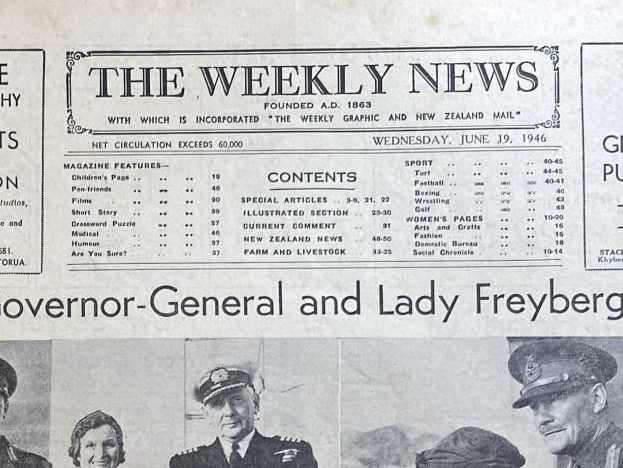 THE WEEKLY NEWS
FOUNDED A.D. 1863
WITH WHICH IS INCORPORATED "THE WEEKLY GRAPHIC AND NEW ZEALAND MAIL"
NET CIRCULATION EXCEEDS 60,000
WEDNESDAY, JUNE 19, 1946
MAGAZINE FEATURES—
Children's Page .. .. 19
Pen-friends .. .. 46
Films .. .. 20
Short Story .. .. 39
Crossword Puzzle .. 37
Medical .. .. 46
Humour .. .. 37
Are You Sure? .. .. 37
CONTENTS
SPECIAL ARTICLES .. 3-9, 21, 22
ILLUSTRATED SECTION .. 23-30
CURRENT COMMENT .. 31
NEW ZEALAND NEWS .. 48-50
FARM AND LIVESTOCK .. 33-35
SPORT .. .. .. .. 40-45
Turf .. .. .. 44-45
Football .. 40-41
Boxing .. 40
Wrestling .. 43
Golf .. 43
WOMEN'S PAGES .. .. 10-20
Arts and Crafts .. .. 16
Fashion .. .. .. 15
Domestic Bureau .. .. 18
Social Chronicle .. .. 10-14
E
HY
TS
ON
tudios,
e and
681.
TORUA.
G
PU
STAC
Khyber
overnor-General and Lady Freyberg